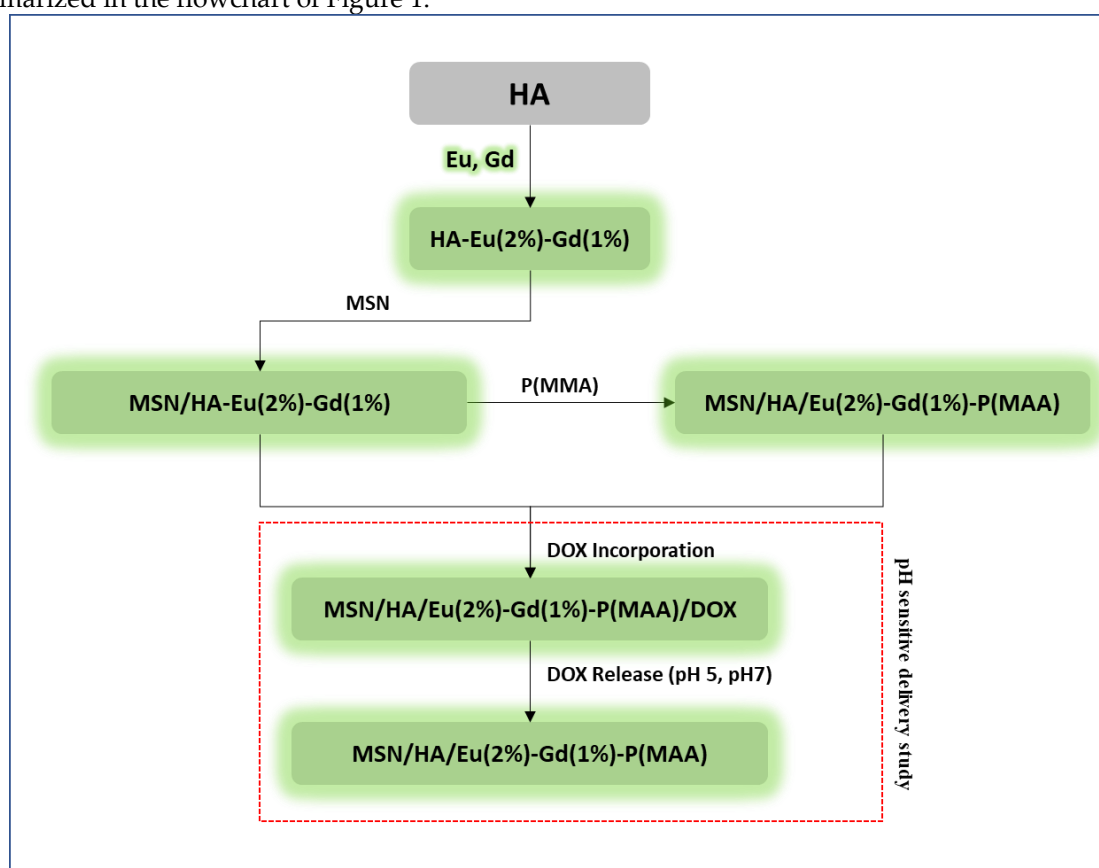 marized in the flowchart of Figure 1.
HA
Eu, Gd
HA-Eu(2%)-Gd(1%)
MSN
MSN/HA-Eu(2%)-Gd(1%)
P(MMA)
MSN/HA/Eu(2%)-Gd(1%)-P(MAA)
DOX Incorporation
MSN/HA/Eu(2%)-Gd(1%)-P(MAA)/DOX
DOX Release (pH 5, pH7)
MSN/HA/Eu(2%)-Gd(1%)-P(MAA)
pH sensitive delivery study